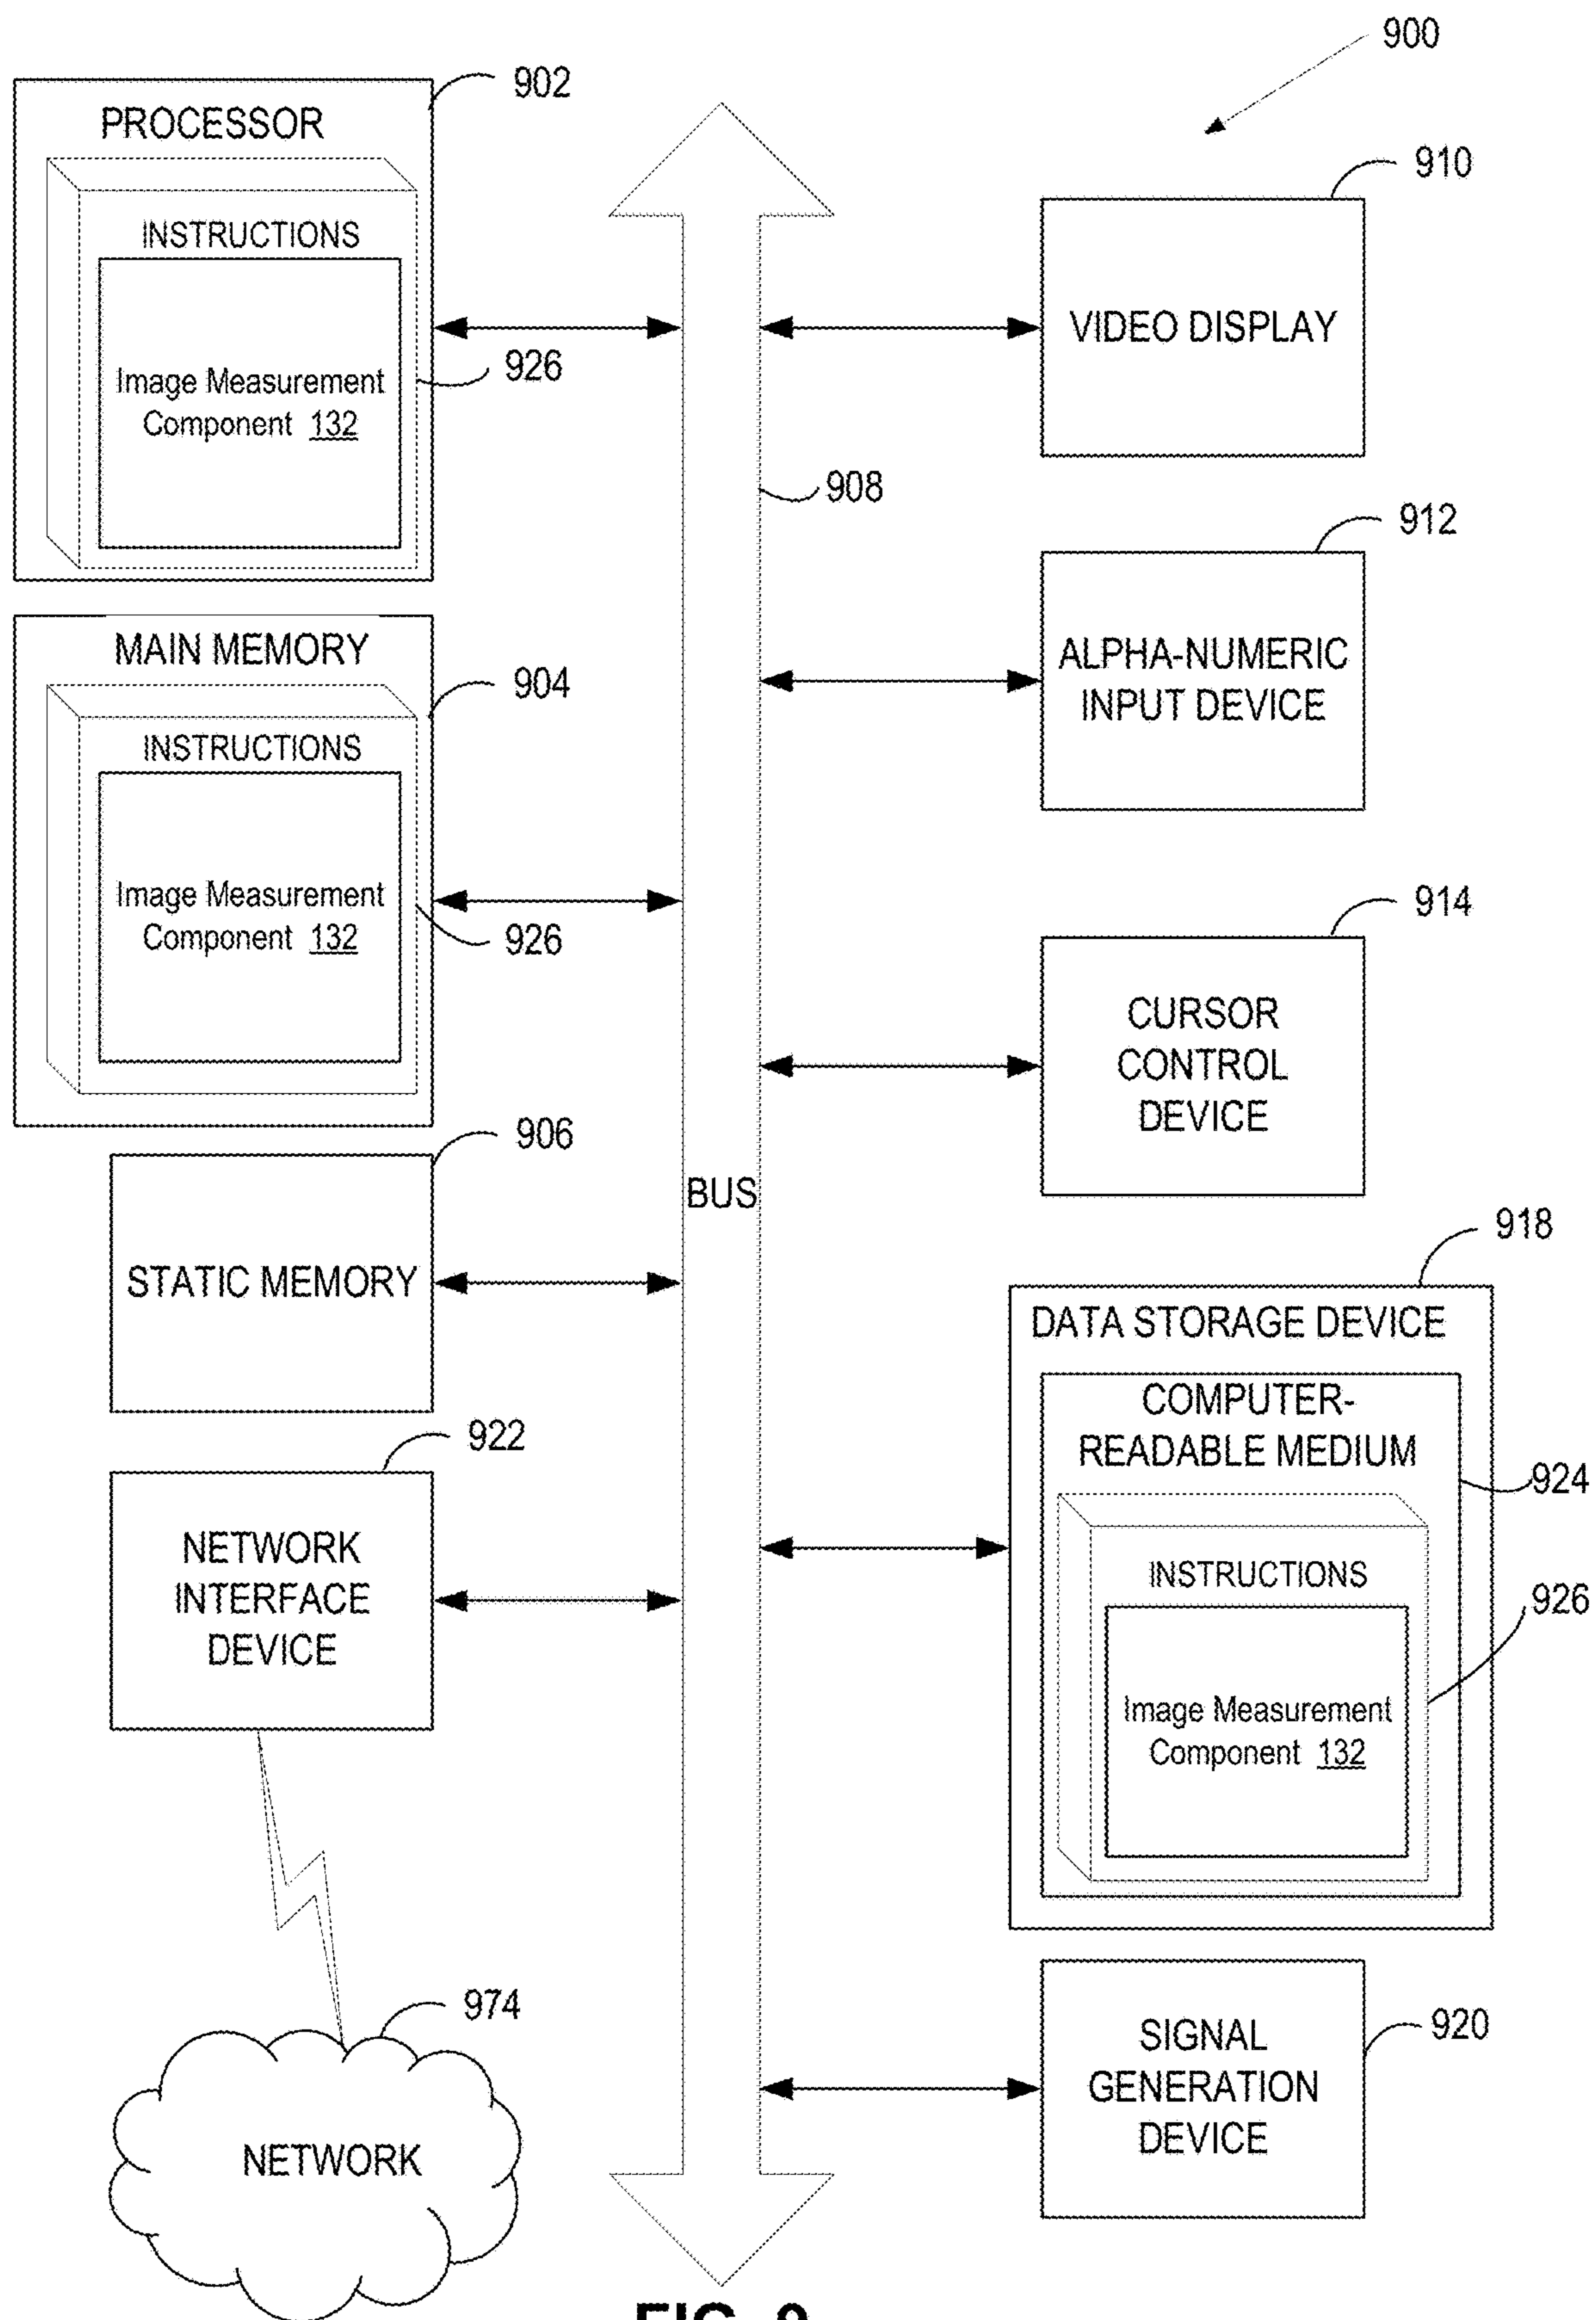 900
902
PROCESSOR
INSTRUCTIONS
Image Measurement
Component 132
926
MAIN MEMORY
904
INSTRUCTIONS
Image Measurement
Component 132
926
906
STATIC MEMORY
922
NETWORK
INTERFACE
DEVICE
974
NETWORK
BUS
908
910
VIDEO DISPLAY
912
ALPHA-NUMERIC
INPUT DEVICE
914
CURSOR
CONTROL
DEVICE
918
DATA STORAGE DEVICE
COMPUTER-
READABLE MEDIUM
924
INSTRUCTIONS
926
Image Measurement
Component 132
920
SIGNAL
GENERATION
DEVICE
FIG. 9